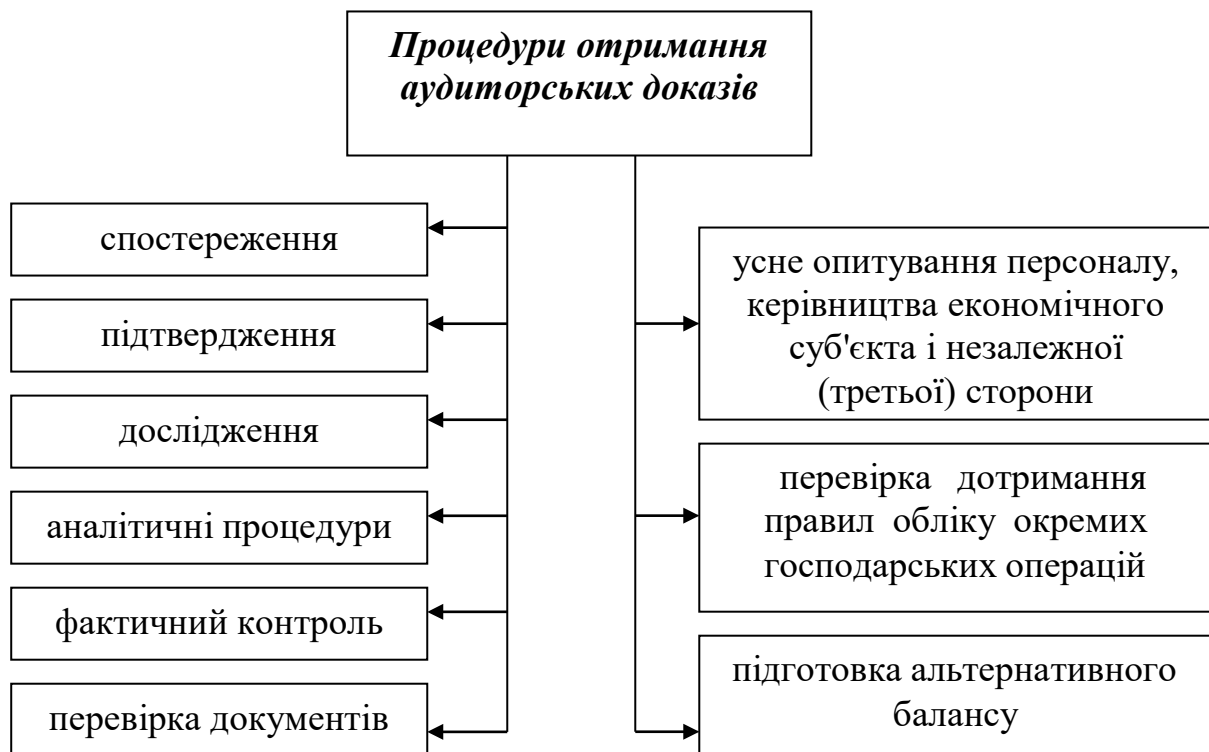 Процедури отримання
аудиторських доказів
спостереження
підтвердження
дослідження
аналітичні процедури
фактичний контроль
перевірка документів
усне опитування персоналу,
керівництва економічного
суб'єкта і незалежної
(третьої) сторони
перевірка дотримання
правил обліку окремих
господарських операцій
підготовка альтернативного
балансу